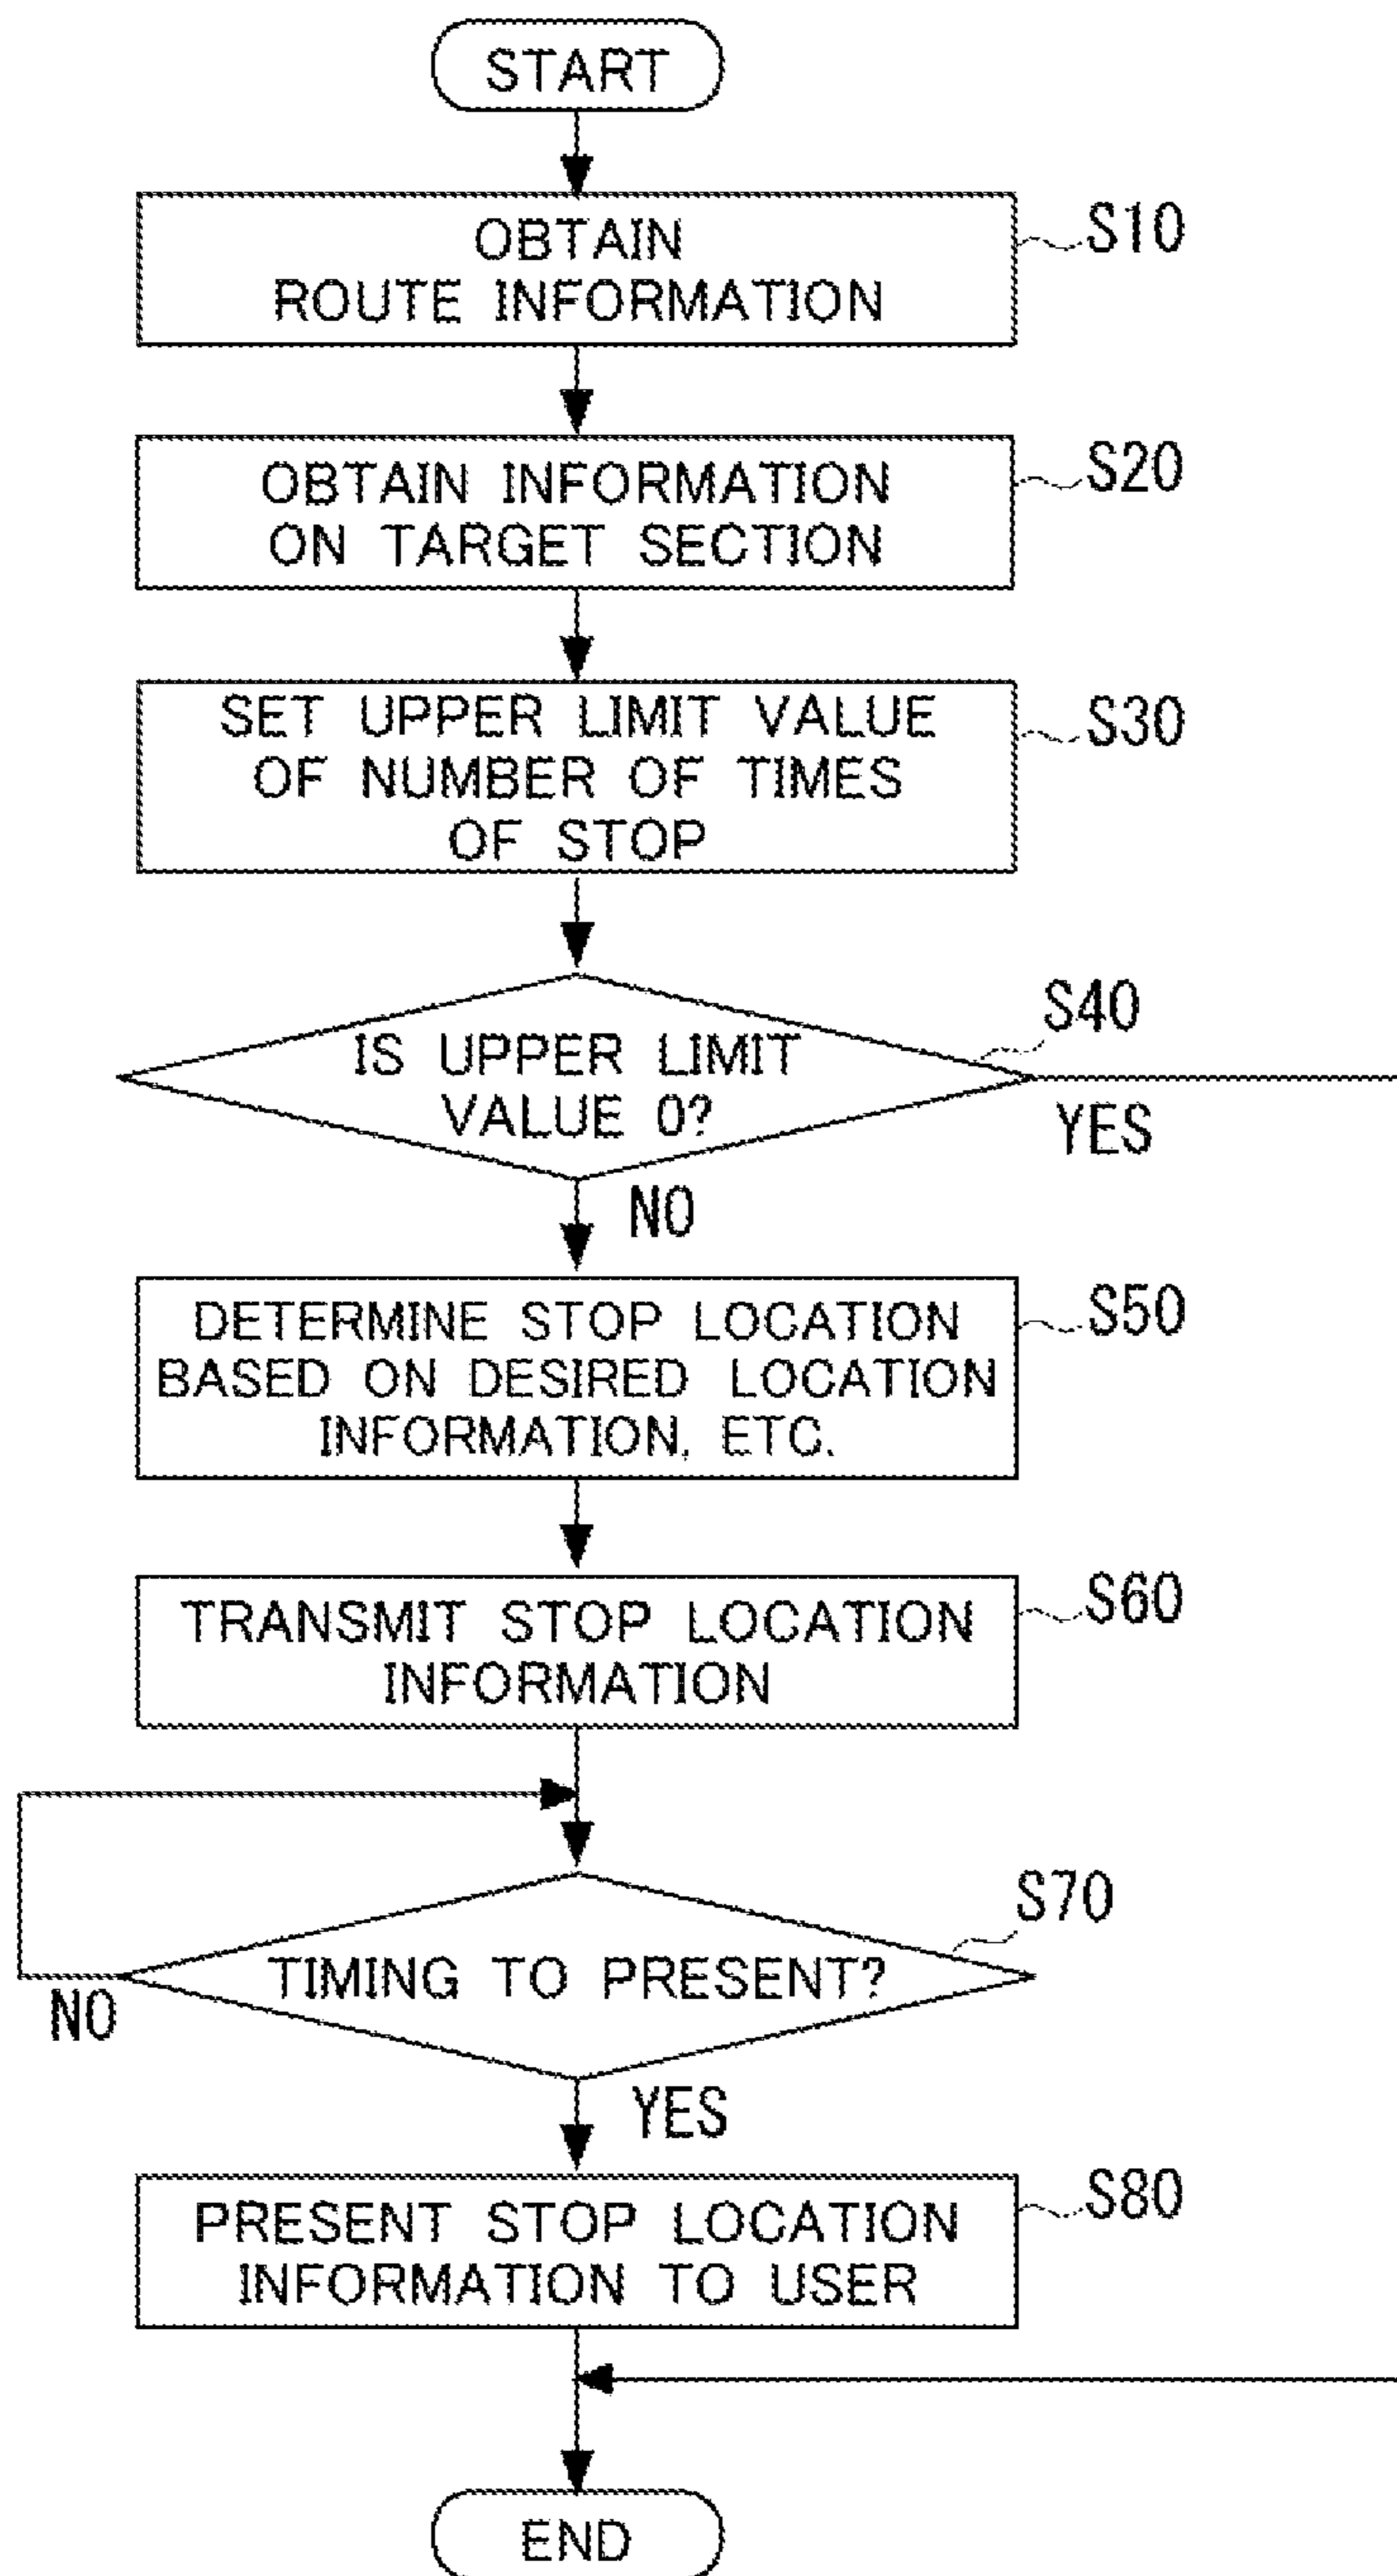 START
OBTAIN
ROUTE INFORMATION
S10
OBTAIN INFORMATION
ON TARGET SECTION
S20
SET UPPER LIMIT VALUE
OF NUMBER OF TIMES
OF STOP
S30
IS UPPER LIMIT
VALUE 0?
S40
YES
NO
DETERMINE STOP LOCATION
BASED ON DESIRED LOCATION
INFORMATION, ETC.
S50
TRANSMIT STOP LOCATION
INFORMATION
S60
TIMING TO PRESENT?
S70
NO
YES
PRESENT STOP LOCATION
INFORMATION TO USER
S80
END